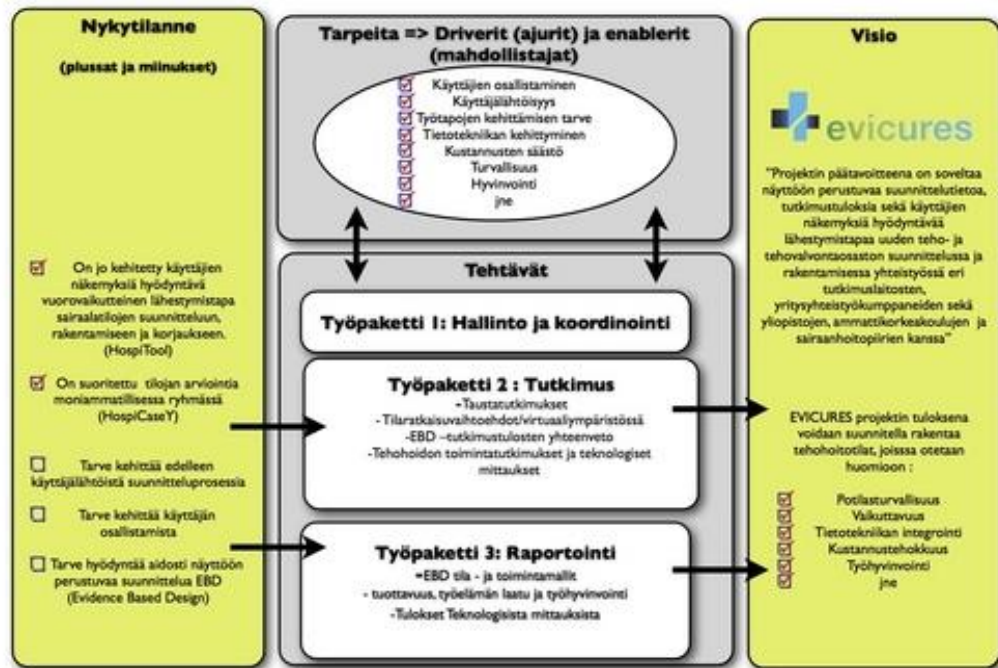 Nykytilanne
(plussat ja miinukset)
On jo kehitetty käyttäjien
näkemyksiä hyödyntävä
vuorovaikutteinen lähestymistapa
sairaalatilojen suunnitteluun,
rakentamiseen ja korjaukseen.
(HospiTool)
On suoritettu tilojan arviointia
moniammatillisessa ryhmässä
(HospiCaseY)
Tarve kehittää edelleen
käyttäjälähtöistä suunnitteluprosessia
Tarve kehittää käyttäjän
osallistamista
Tarve hyödyntää aidosti näyttöön
perustuvaa suunnittelua EBD
(Evidence Based Design)
Tarpeita => Driverit (ajurit) ja enablerit
(mahdollistajat)
Käyttäjien osallistaminen
Käyttäjälähtöisyys
Työtapojen kehittämisen tarve
Tietotekniikan kehittyminen
Kustannusten säästö
Turvallisuus
Hyvinvointi
jne
Tehtävät
Työpaketti 1: Hallinto ja koordinointi
Työpaketti 2 : Tutkimus
-Taustatutkimukset
-Tilaratkaisuvaihtoehdot/virtuaaliympäristössä
-EBD –tutkimustulosten yhteenveto
-Tehohoidon toimintatutkimukset ja teknologiset
mittaukset
Työpaketti 3: Raportointi
-EBD tila - ja toimintamallit
- tuottavuus, työelämän laatu ja työhyvinvointi
-Tulokset Teknologisista mittauksista
Visio
evicures
"Projektin päätavoitteena on soveltaa
näyttöön perustuvaa suunnittelutietoa,
tutkimustuloksia sekä käyttäjien
näkemyksiä hyödyntävää
lähestymistapaa uuden teho- ja
tehovalvontaosaston suunnittelussa ja
rakentamisessa yhteistyössä eri
tutkimuslaitosten,
yritysyhteistyökumppaneiden sekä
yliopistojen, ammattikorkeakoulujen ja
sairaanhoitopiirien kanssa"
EVICURES projektin tuloksena
voidaan suunnitella rakentaa
tehohoitotilat, joisssa otetaan
huomioon :
Potilasturvallisuus
Vaikuttavuus
Tietotekniikan integrointi
Kustannustehokkuus
Työhyvinvointi
jne